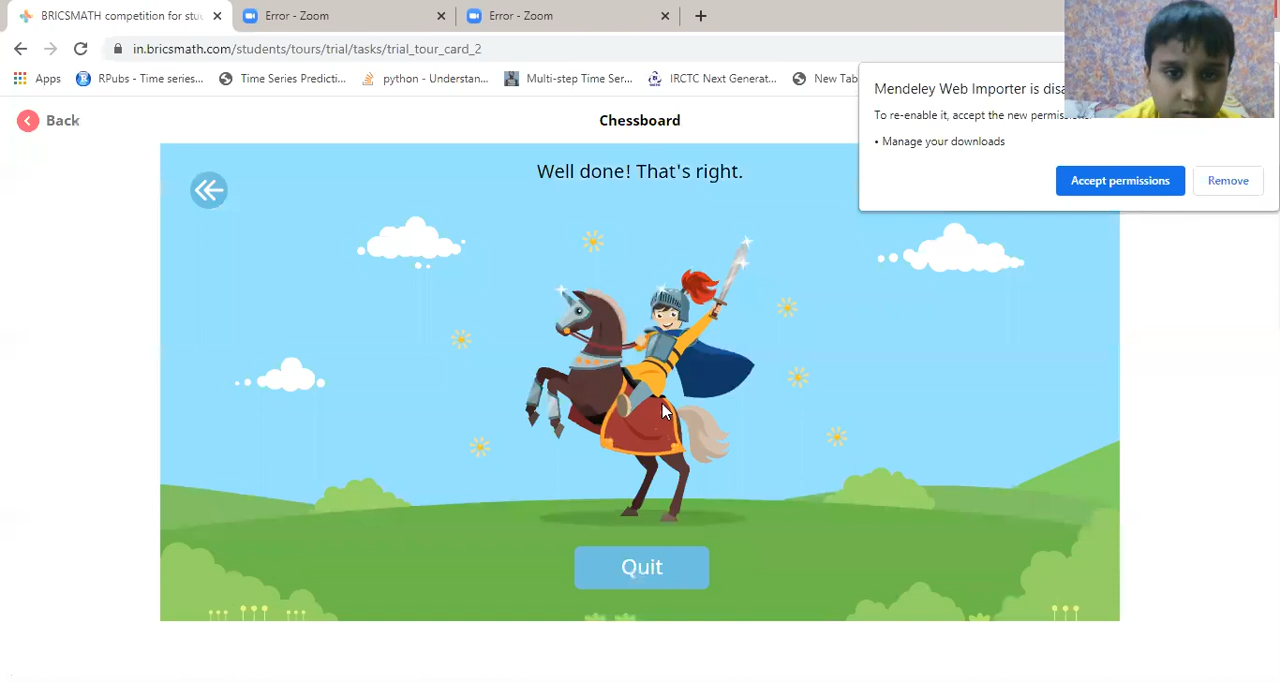 BRICSMATH competition for stu
Error - Zoom
Error - Zoom
in.bricsmath.com/students/tours/trial/tasks/trial_tour_card_2
Apps
RPubs - Time series...
Time Series Predicti...
python - Understan...
Multi-step Time Ser...
IRCTC Next Generat...
New Tab
Back
Chessboard
Mendeley Web Importer is disa
To re-enable it, accept the new permiss
• Manage your downloads
Accept permissions
Remove
Well done! That's right.
Quit